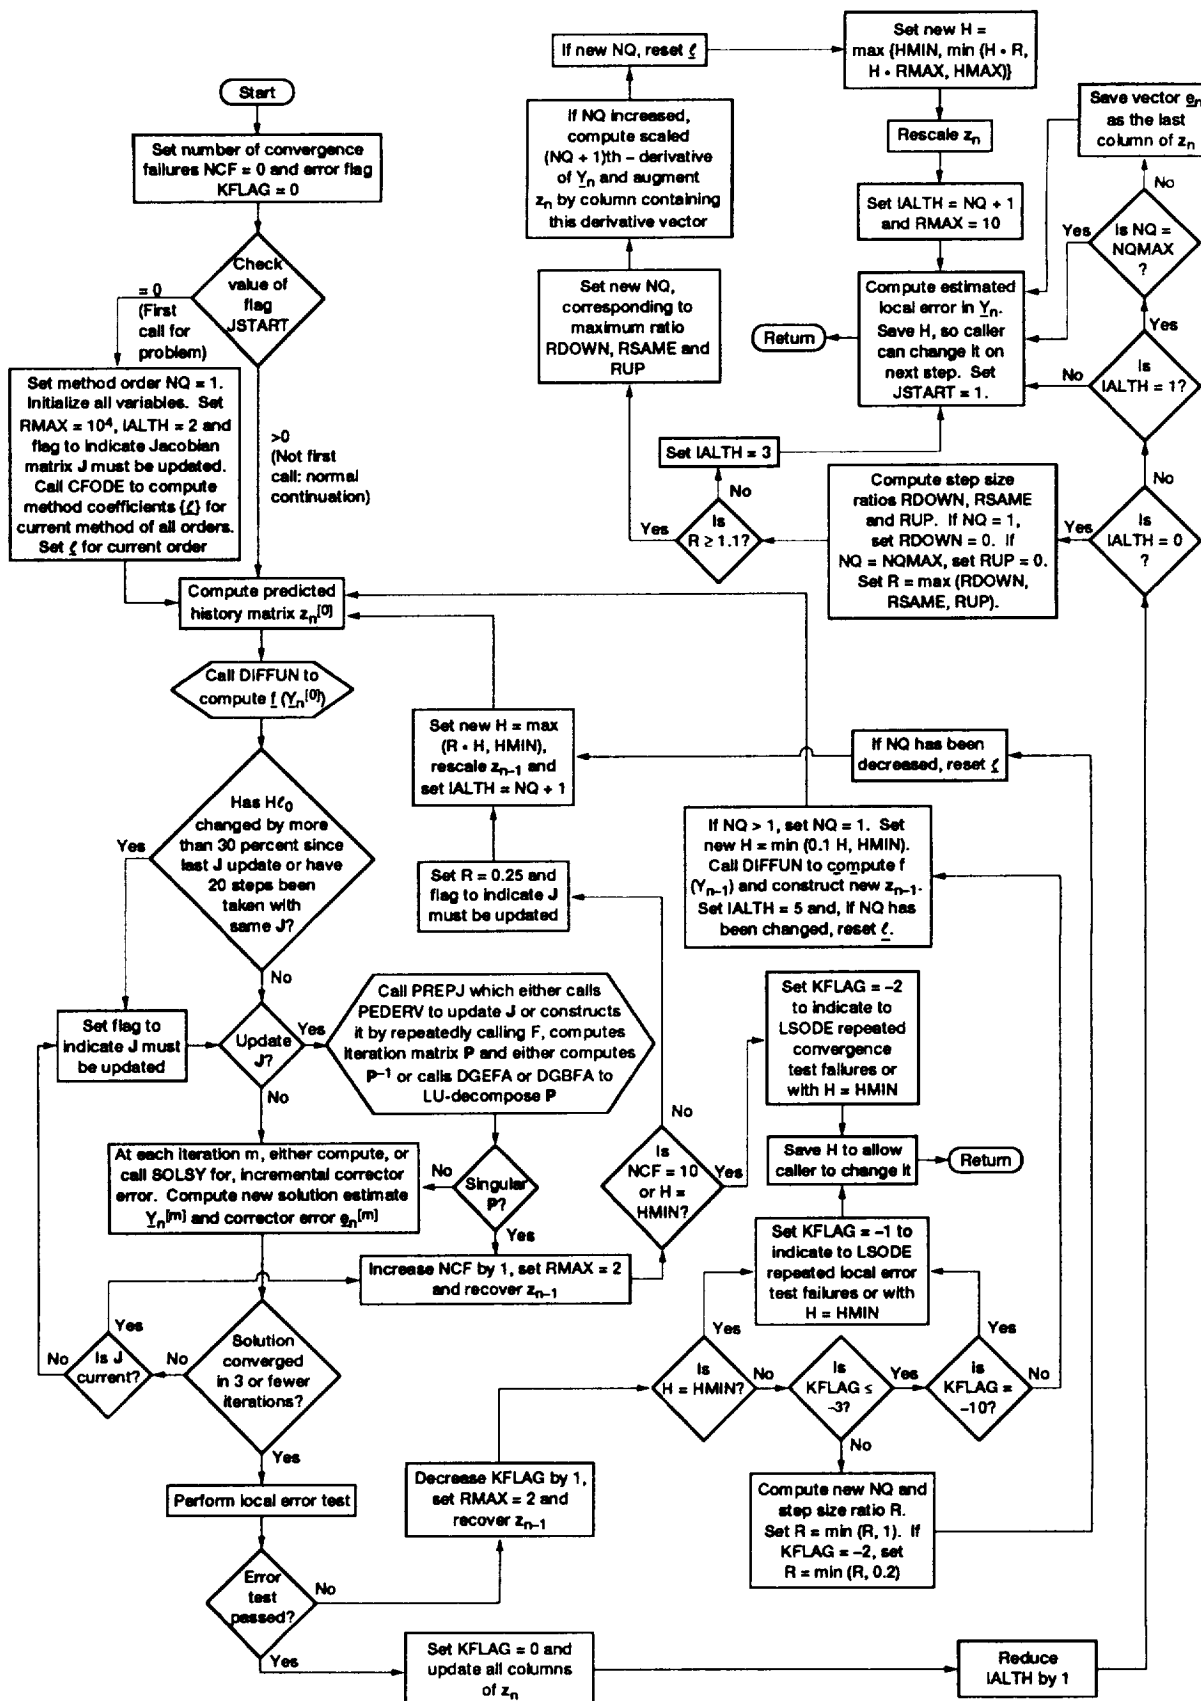 Start
Set number of convergence
failures NCF = 0 and error flag
KFLAG = 0
Check
value of
flag
JSTART
= 0
(First
call for
problem)
>0
(Not first
call: normal
continuation)
Set method order NQ = 1.
Initialize all variables. Set
RMAX = 10⁴, IALTH = 2 and
flag to indicate Jacobian
matrix J must be updated.
Call CFODE to compute
method coefficients {ℓ} for
current method of all orders.
Set ℓ for current order
Compute predicted
history matrix zₙ[0]
Call DIFFUN to
compute f (Yₙ[0])
Has Hℓ₀
changed by more
than 30 percent since
last J update or have
20 steps been
taken with
same J?
Yes
No
Set flag to
indicate J must
be updated
Update
J?
Yes
No
Call PREPJ which either calls
PEDERV to update J or constructs
it by repeatedly calling F, computes
iteration matrix P and either computes
P⁻¹ or calls DGEFA or DGBFA to
LU-decompose P
At each iteration m, either compute, or
call SOLSY for, incremental corrector
error. Compute new solution estimate
Yₙ[m] and corrector error eₙ[m]
No
Singular
P?
Yes
Increase NCF by 1, set RMAX = 2
and recover zₙ₋₁
Solution
converged
in 3 or fewer
iterations?
No
Is J
current?
Yes
No
Yes
Perform local error test
Error
test
passed?
No
Yes
Decrease KFLAG by 1,
set RMAX = 2 and
recover zₙ₋₁
Set KFLAG = 0 and
update all columns
of zₙ
Reduce
IALTH by 1
Is
IALTH = 0
?
Yes
No
Is
IALTH = 1?
No
Yes
Is NQ =
NQMAX
?
Yes
No
Save vector eₙ
as the last
column of zₙ
Compute step size
ratios RDOWN, RSAME
and RUP. If NQ = 1,
set RDOWN = 0. If
NQ = NQMAX, set RUP = 0.
Set R = max (RDOWN,
RSAME, RUP).
Is
R ≥ 1.1?
Yes
No
Set IALTH = 3
Set new NQ,
corresponding to
maximum ratio
RDOWN, RSAME and
RUP
If NQ increased,
compute scaled
(NQ + 1)th – derivative
of Yₙ and augment
zₙ by column containing
this derivative vector
If new NQ, reset ℓ
Set new H =
max {HMIN, min (H • R,
H • RMAX, HMAX)}
Rescale zₙ
Set IALTH = NQ + 1
and RMAX = 10
Compute estimated
local error in Yₙ.
Save H, so caller
can change it on
next step. Set
JSTART = 1.
Return
Set new H = max
(R • H, HMIN),
rescale zₙ₋₁ and
set IALTH = NQ + 1
Set R = 0.25 and
flag to indicate J
must be updated
If NQ has been
decreased, reset ℓ
If NQ > 1, set NQ = 1. Set
new H = min (0.1 H, HMIN).
Call DIFFUN to compute f
(Yₙ₋₁) and construct new zₙ₋₁.
Set IALTH = 5 and, if NQ has
been changed, reset ℓ.
Is
NCF = 10
or H =
HMIN?
No
Yes
Set KFLAG = –2
to indicate to
LSODE repeated
convergence
test failures or
with H = HMIN
Save H to allow
caller to change it
Return
Set KFLAG = –1 to
indicate to LSODE
repeated local error
test failures or with
H = HMIN
Is
H = HMIN?
Yes
No
Is
KFLAG ≤
–3?
Yes
No
Is
KFLAG =
–10?
Yes
No
Compute new NQ and
step size ratio R.
Set R = min (R, 1). If
KFLAG = –2, set
R = min (R, 0.2)